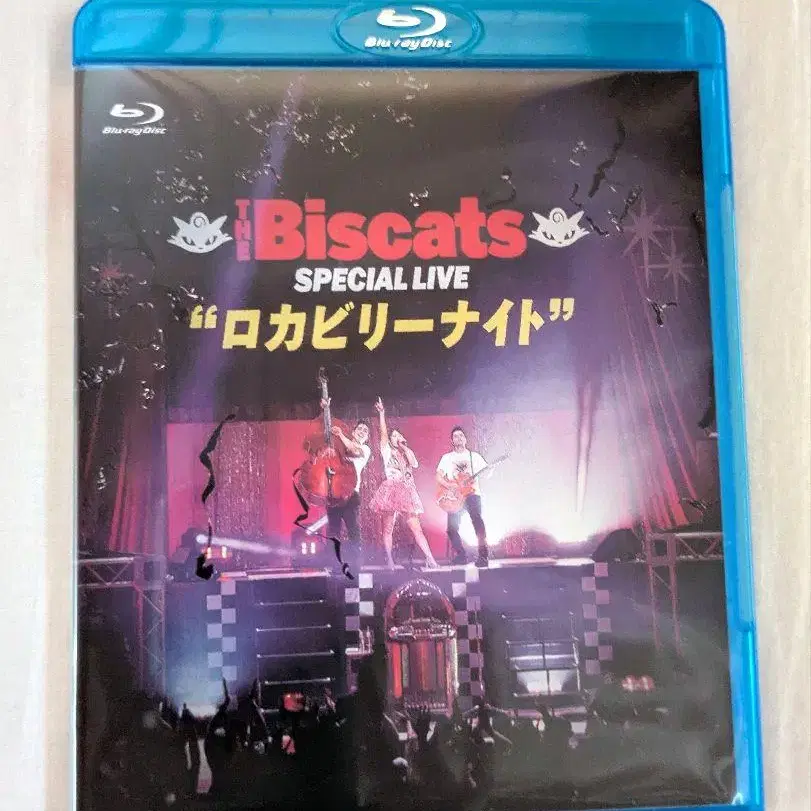 Blu-ray Disc
Blu-ray Disc
THE Biscats
SPECIAL LIVE
“ロカビリーナイト”